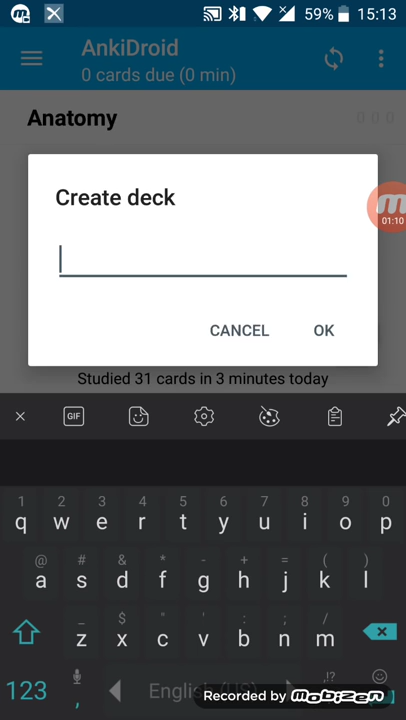 59% 15:13
AnkiDroid
0 cards due (0 min)
Anatomy
0 0 0
01:10
Create deck
CANCEL OK
Studied 31 cards in 3 minutes today
GIF
1 2 3 4 5 6 7 8 9 0
q w e r t y u i o p
@ # & * - + = ( )
a s d f g h j k l
_ $ " ' : ; /
z x c v b n m
123 , English (US) ,!?
Recorded by mobizen